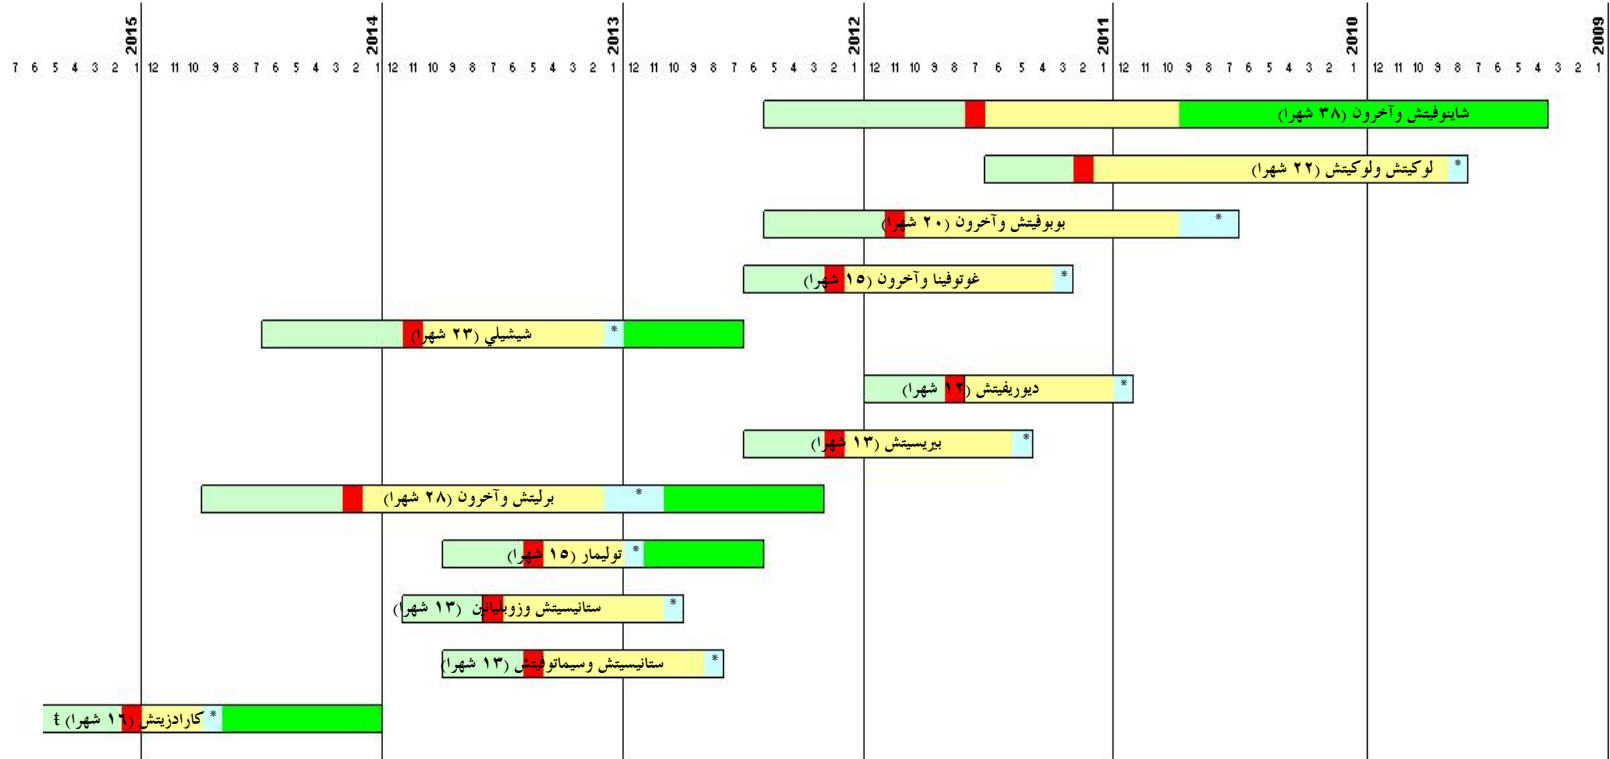 2015 2014 2013 2012 2011 2010 2009
7 6 5 4 3 2 1 12 11 10 9 8 7 6 5 4 3 2 1 12 11 10 9 8 7 6 5 4 3 2 1 12 11 10 9 8 7 6 5 4 3 2 1 12 11 10 9 8 7 6 5 4 3 2 1 12 11 10 9 8 7 6 5 4 3 2 1 12 11 10 9 8 7 6 5 4 3 2 1
شاينوفيتش وآخرون (٣٨ شهرا)
* لوكيتش ولوكيتش (٢٢ شهرا)
* بوبوفيتش وآخرون (٢٠ شهرا)
* غوتوفينا وآخرون (١٥ شهرا)
* شيشيلي (٢٣ شهرا)
* ديوريفيتش (١٢ شهرا)
* بيريسيتش (١٣ شهرا)
* برليتش وآخرون (٢٨ شهرا)
* توليمار (١٥ شهرا)
* ستانيسيتش وزوبليانين (١٣ شهرا)
* ستانيسيتش وسيماتوفيتش (١٣ شهرا)
* كارادزيتش (١٦ شهرا) t